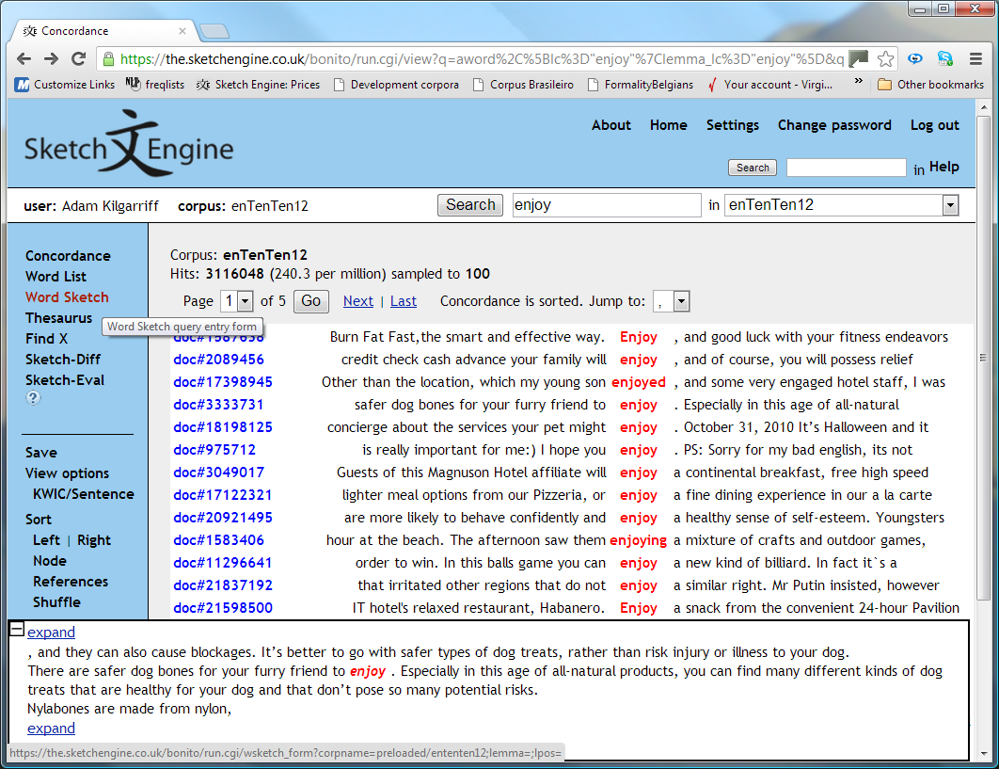 Concordance
https://the.sketchengine.co.uk/bonito/run.cgi/view?q=aword%2C%5Blc%3D"enjoy"%7Clemma_lc%3D"enjoy"%5D&q
Customize Links freqlists Sketch Engine: Prices Development corpora Corpus Brasileiro FormalityBelgians Your account - Virgi... » Other bookmarks
Sketch 文 Engine
About Home Settings Change password Log out
Search in Help
user: Adam Kilgarriff corpus: enTenTen12 Search enjoy in enTenTen12
Concordance
Word List
Word Sketch
Thesaurus
Word Sketch query entry form
Find X
Sketch-Diff
Sketch-Eval
?
Save
View options
KWIC/Sentence
Sort
Left | Right
Node
References
Shuffle
Corpus: enTenTen12
Hits: 3116048 (240.3 per million) sampled to 100
Page 1 of 5 Go Next | Last Concordance is sorted. Jump to: ,
doc#1587638 Burn Fat Fast,the smart and effective way. Enjoy , and good luck with your fitness endeavors
doc#2089456 credit check cash advance your family will enjoy , and of course, you will possess relief
doc#17398945 Other than the location, which my young son enjoyed , and some very engaged hotel staff, I was
doc#3333731 safer dog bones for your furry friend to enjoy . Especially in this age of all-natural
doc#18198125 concierge about the services your pet might enjoy . October 31, 2010 It's Halloween and it
doc#975712 is really important for me:) I hope you enjoy . PS: Sorry for my bad english, its not
doc#3049017 Guests of this Magnuson Hotel affiliate will enjoy a continental breakfast, free high speed
doc#17122321 lighter meal options from our Pizzeria, or enjoy a fine dining experience in our a la carte
doc#20921495 are more likely to behave confidently and enjoy a healthy sense of self-esteem. Youngsters
doc#1583406 hour at the beach. The afternoon saw them enjoying a mixture of crafts and outdoor games,
doc#11296641 order to win. In this balls game you can enjoy a new kind of billiard. In fact it`s a
doc#21837192 that irritated other regions that do not enjoy a similar right. Mr Putin insisted, however
doc#21598500 IT hotel's relaxed restaurant, Habanero. Enjoy a snack from the convenient 24-hour Pavilion
expand
, and they can also cause blockages. It's better to go with safer types of dog treats, rather than risk injury or illness to your dog.
There are safer dog bones for your furry friend to enjoy . Especially in this age of all-natural products, you can find many different kinds of dog
treats that are healthy for your dog and that don't pose so many potential risks.
Nylabones are made from nylon,
expand
https://the.sketchengine.co.uk/bonito/run.cgi/wsketch_form?corpname=preloaded/ententen12;lemma=;lpos=